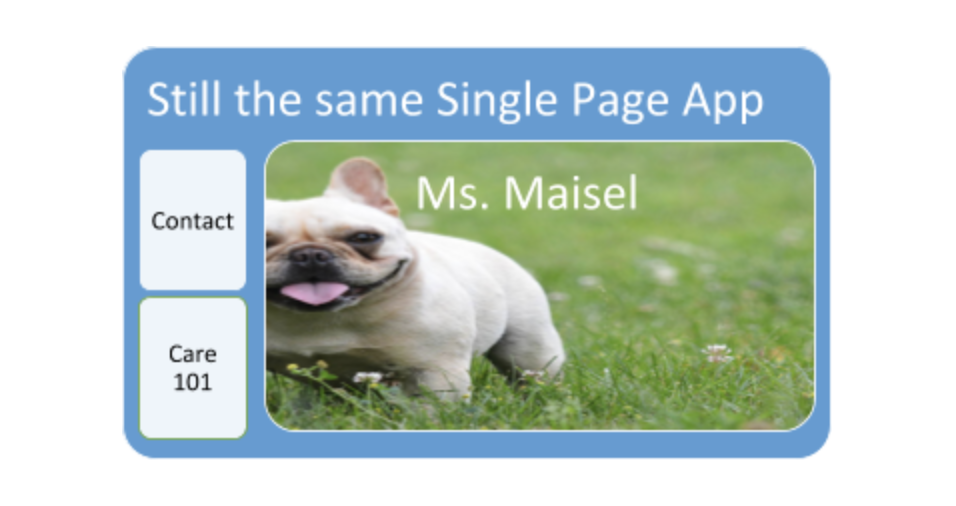 Still the same Single Page App
Contact
Ms. Maisel
Care
101